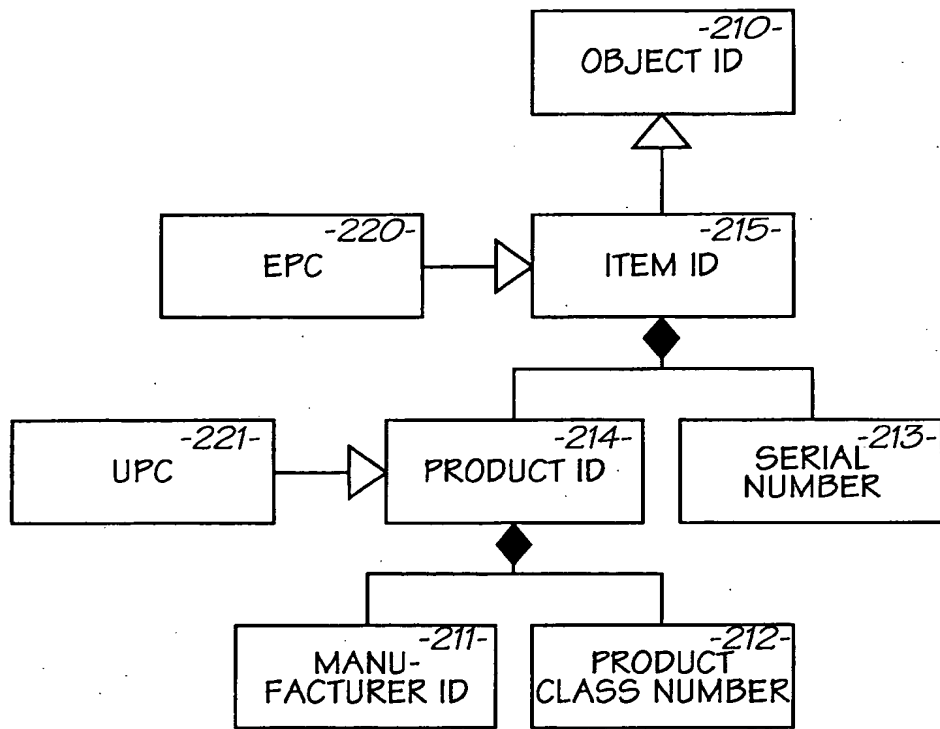 -210-
OBJECT ID
-220-
EPC
-215-
ITEM ID
-221-
UPC
-214-
PRODUCT ID
-213-
SERIAL
NUMBER
-211-
MANU-
FACTURER ID
-212-
PRODUCT
CLASS NUMBER